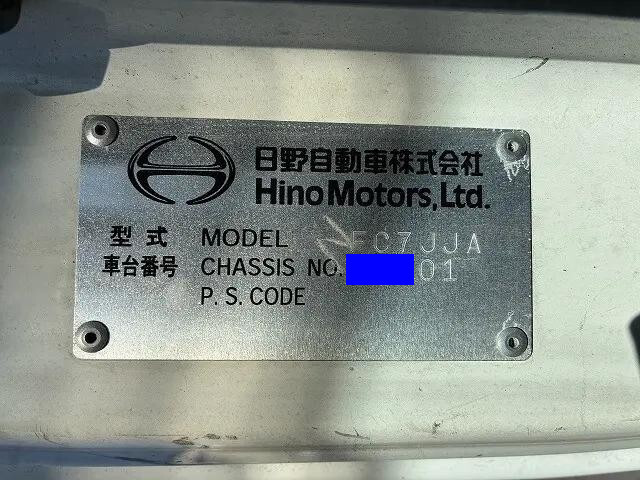 日野自動車株式会社
Hino Motors, Ltd.
型式 MODEL FC7JJA
車台番号 CHASSIS NO. 01
P. S. CODE